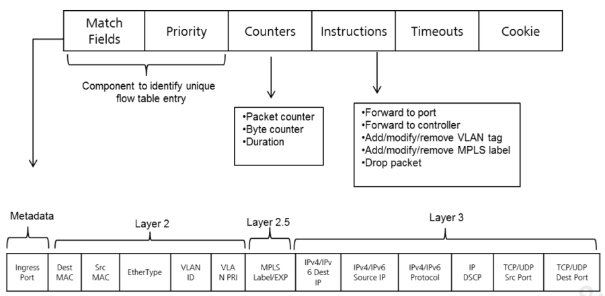 Match Fields
Priority
Counters
Instructions
Timeouts
Cookie
Component to identify unique
flow table entry
•Packet counter
•Byte counter
•Duration
•Forward to port
•Forward to controller
•Add/modify/remove VLAN tag
•Add/modify/remove MPLS label
•Drop packet
Metadata
Layer 2
Layer 2.5
Layer 3
Ingress
Port
Dest
MAC
Src
MAC
EtherType
VLAN
ID
VLA
N PRI
MPLS
Label/EXP
IPv4/IPv
6 Dest
IP
IPv4/IPv6
Source IP
IPv4/IPv6
Protocol
IP
DSCP
TCP/UDP
Src Port
TCP/UDP
Dest Port